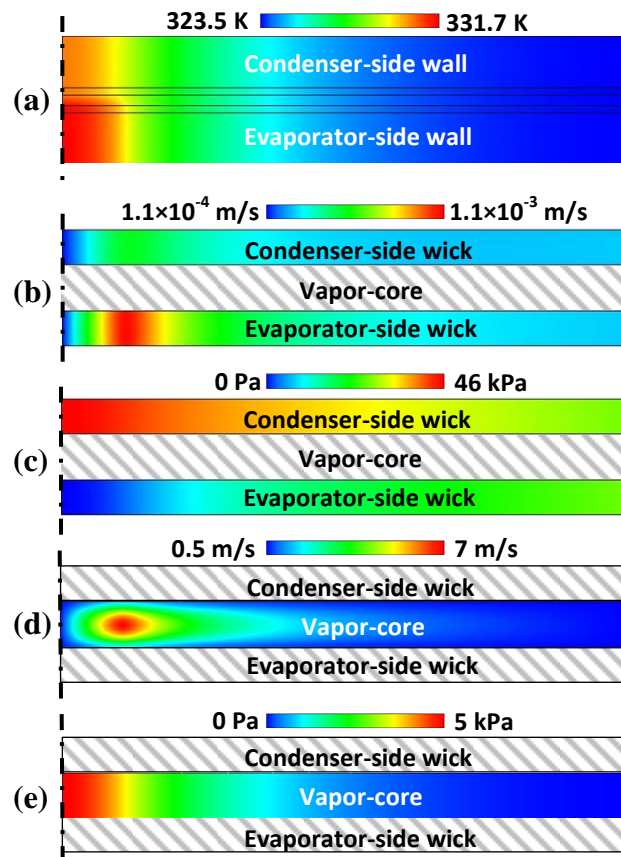 323.5 K 331.7 K
(a)
Condenser-side wall
Evaporator-side wall
1.1×10⁻⁴ m/s 1.1×10⁻³ m/s
(b)
Condenser-side wick
Vapor-core
Evaporator-side wick
0 Pa 46 kPa
(c)
Condenser-side wick
Vapor-core
Evaporator-side wick
0.5 m/s 7 m/s
(d)
Condenser-side wick
Vapor-core
Evaporator-side wick
0 Pa 5 kPa
(e)
Condenser-side wick
Vapor-core
Evaporator-side wick